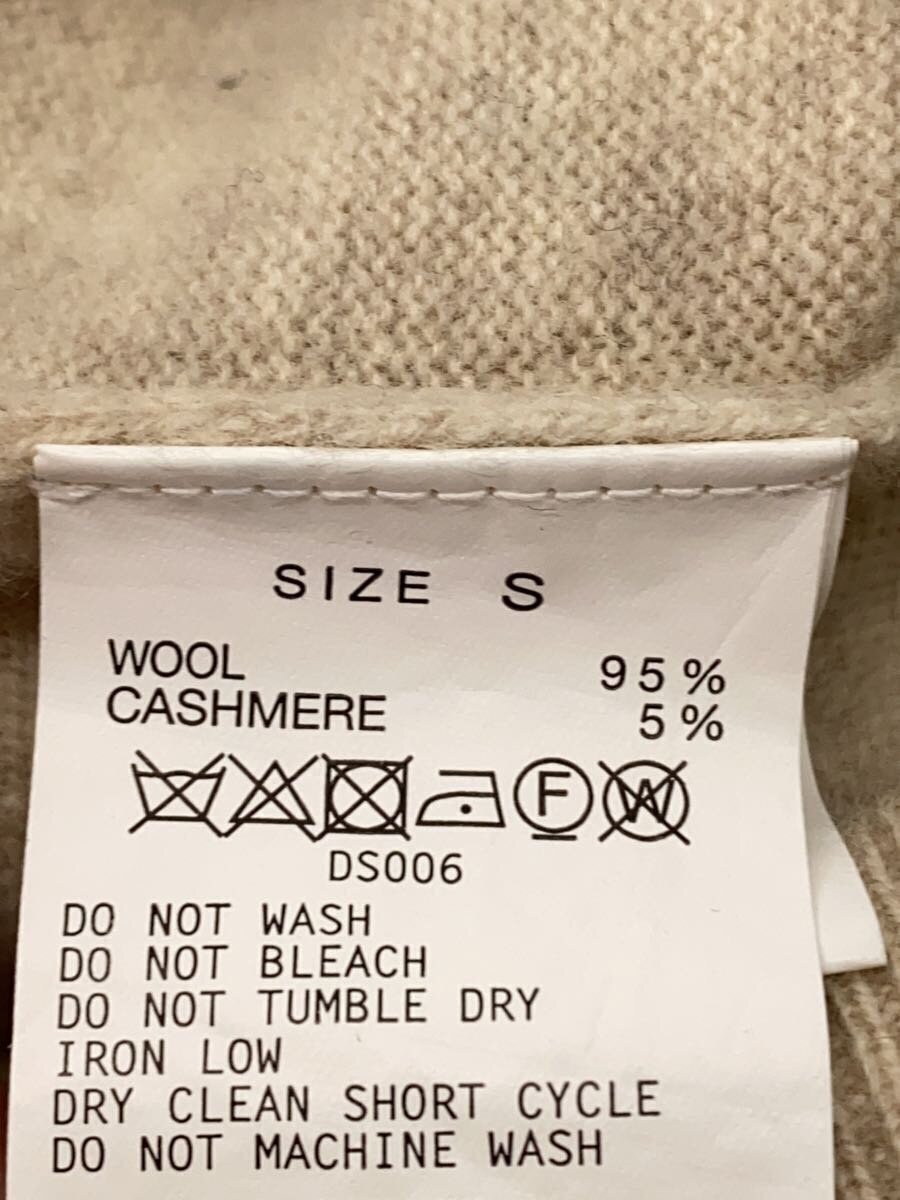 SIZE S
WOOL 95%
CASHMERE 5%
F W
DS006
DO NOT WASH
DO NOT BLEACH
DO NOT TUMBLE DRY
IRON LOW
DRY CLEAN SHORT CYCLE
DO NOT MACHINE WASH